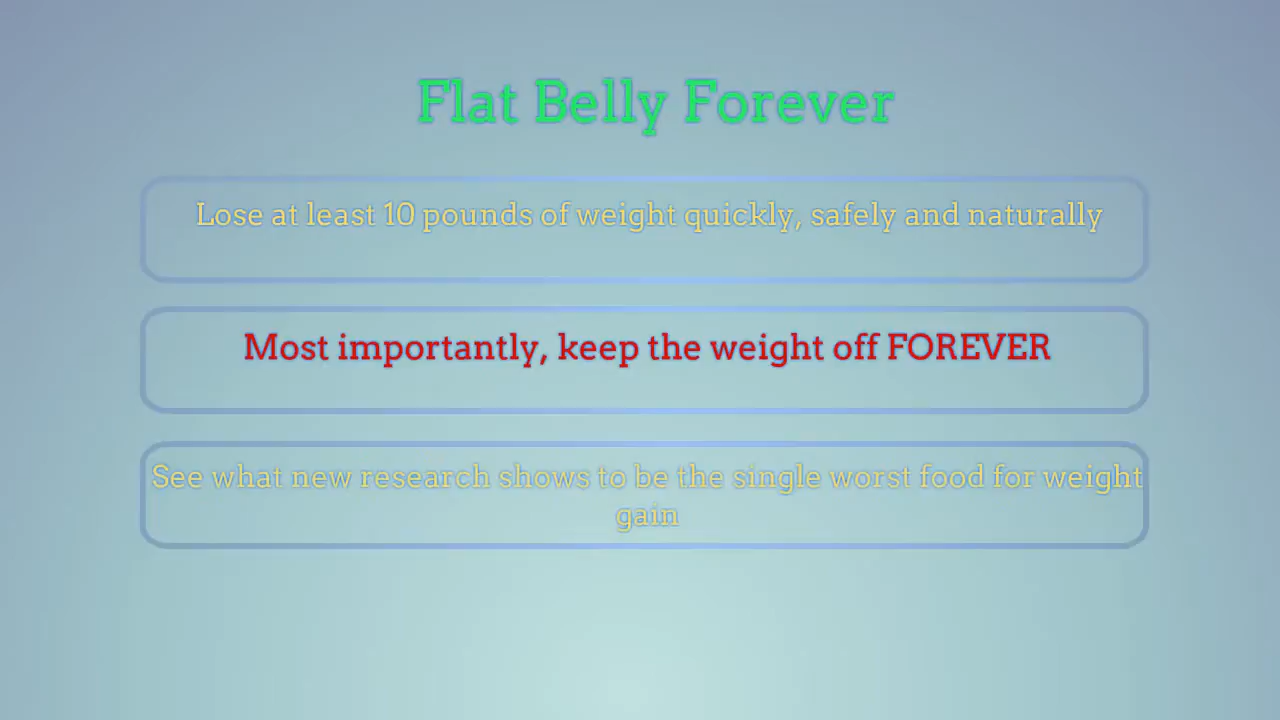 Flat Belly Forever
Lose at least 10 pounds of weight quickly, safely and naturally
Most importantly, keep the weight off FOREVER
See what new research shows to be the single worst food for weight
gain